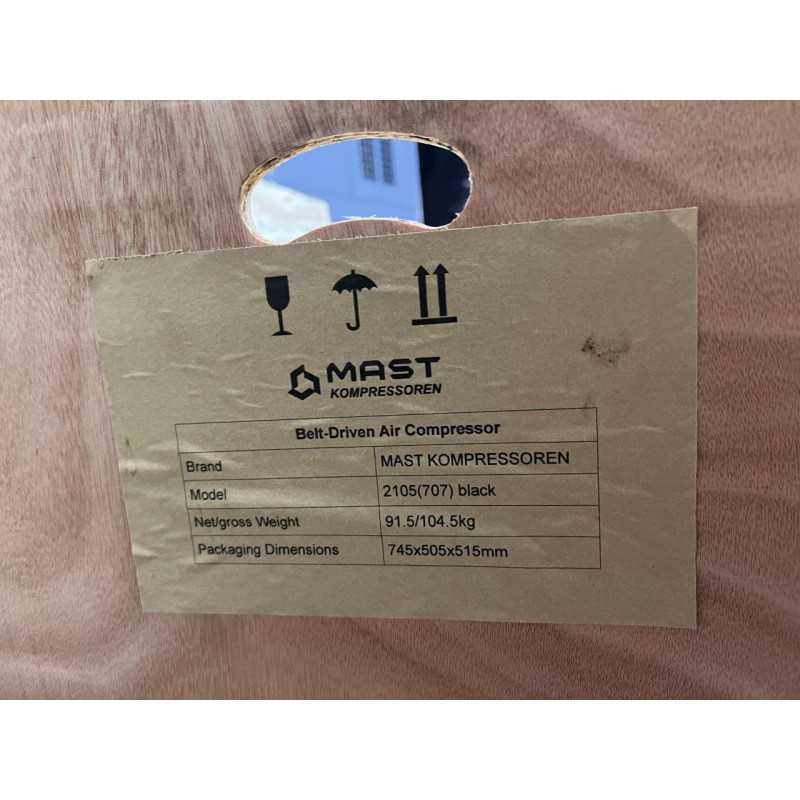 MAST
KOMPRESSOREN
Belt-Driven Air Compressor
Brand MAST KOMPRESSOREN
Model 2105(707) black
Net/gross Weight 91.5/104.5kg
Packaging Dimensions 745x505x515mm